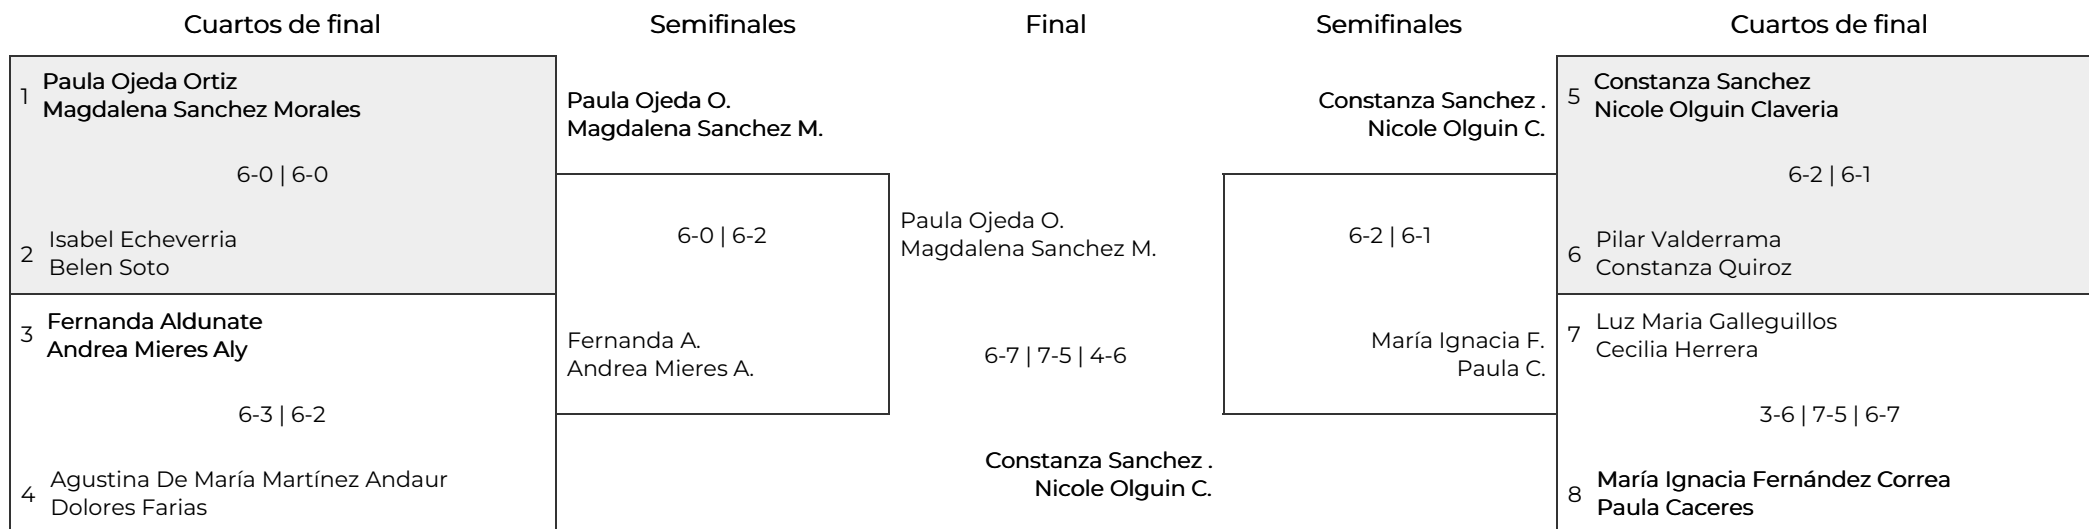 Cuartos de final
Semifinales
Final
Semifinales
Cuartos de final
1
Paula Ojeda Ortiz
Magdalena Sanchez Morales
6-0 | 6-0
2
Isabel Echeverria
Belen Soto
3
Fernanda Aldunate
Andrea Mieres Aly
6-3 | 6-2
4
Agustina De María Martínez Andaur
Dolores Farias
Paula Ojeda O.
Magdalena Sanchez M.
6-0 | 6-2
Fernanda A.
Andrea Mieres A.
Paula Ojeda O.
Magdalena Sanchez M.
6-7 | 7-5 | 4-6
Constanza Sanchez .
Nicole Olguin C.
Constanza Sanchez .
Nicole Olguin C.
6-2 | 6-1
María Ignacia F.
Paula C.
5
Constanza Sanchez
Nicole Olguin Claveria
6-2 | 6-1
6
Pilar Valderrama
Constanza Quiroz
7
Luz Maria Galleguillos
Cecilia Herrera
3-6 | 7-5 | 6-7
8
María Ignacia Fernández Correa
Paula Caceres